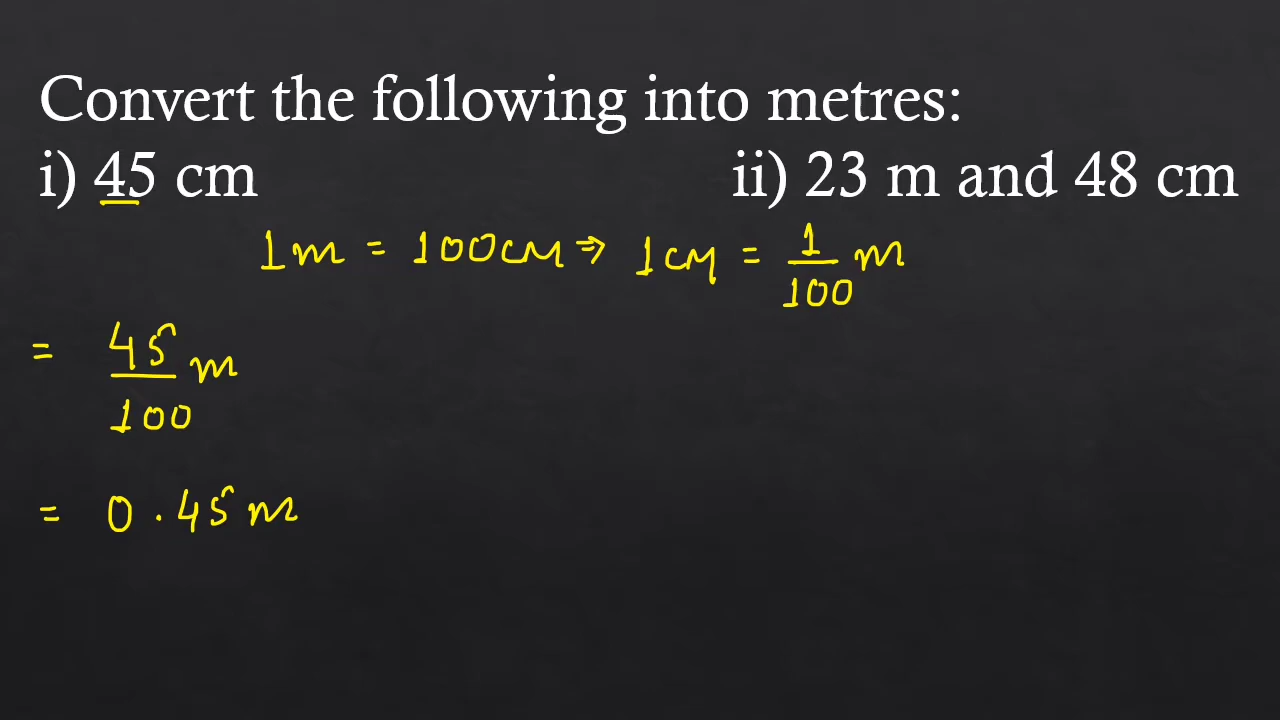 Convert the following into metres:
i) 45 cm ii) 23 m and 48 cm
1m = 100cm ⇒ 1cm = 1/100 m
= 45/100 m
= 0.45m